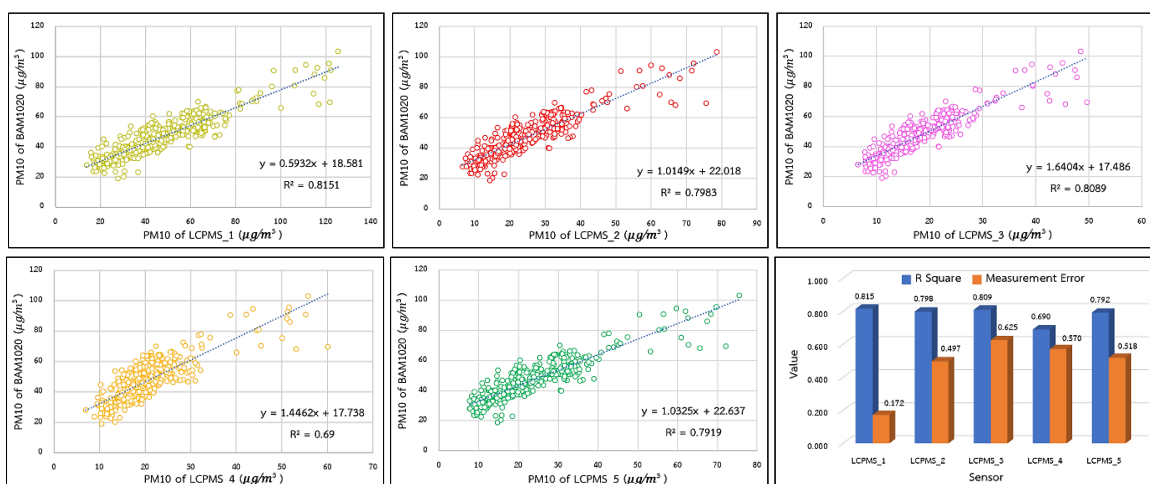 120
100
80
60
40
20
0
PM10 of BAM1020 (μg/m³)
y = 0.5932x + 18.581
R² = 0.8151
0 20 40 60 80 100 120 140
PM10 of LCPMS_1 (μg/m³)
120
100
80
60
40
20
0
PM10 of BAM1020 (μg/m³)
y = 1.0149x + 22.018
R² = 0.7983
0 10 20 30 40 50 60 70 80 90
PM10 of LCPMS_2 (μg/m³)
120
100
80
60
40
20
0
PM10 of BAM1020 (μg/m³)
y = 1.6404x + 17.486
R² = 0.8089
0 10 20 30 40 50 60
PM10 of LCPMS_3 (μg/m³)
120
100
80
60
40
20
0
PM10 of BAM1020 (μg/m³)
y = 1.4462x + 17.738
R² = 0.69
0 10 20 30 40 50 60 70
PM10 of LCPMS_4 (μg/m³)
120
100
80
60
40
20
0
PM10 of BAM1020 (μg/m³)
y = 1.0325x + 22.637
R² = 0.7919
0 10 20 30 40 50 60 70 80
PM10 of LCPMS_5 (μg/m³)
R Square Measurement Error
1.000
0.800
0.600
0.400
0.200
0.000
Value
0.815 0.798 0.809 0.690 0.792
0.172 0.497 0.625 0.570 0.518
LCPMS_1 LCPMS_2 LCPMS_3 LCPMS_4 LCPMS_5
Sensor